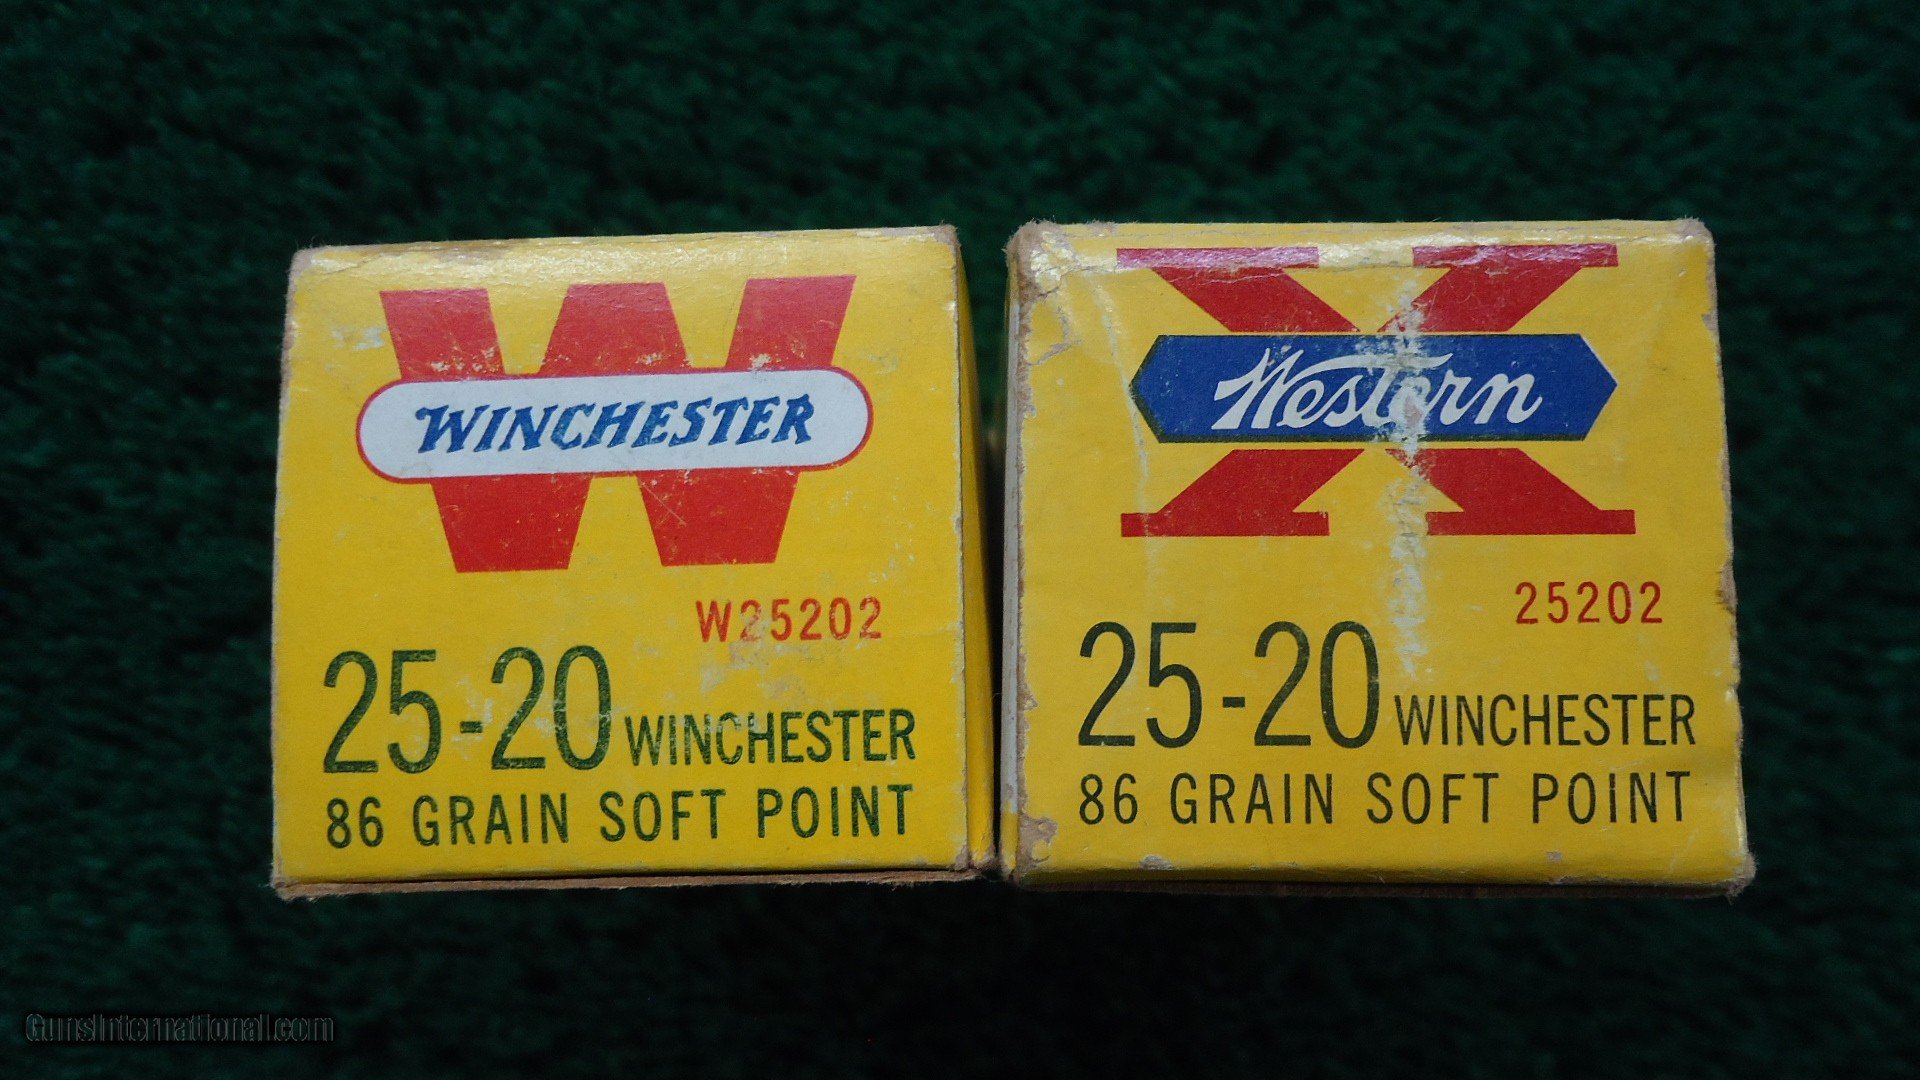 W
WINCHESTER
W25202
25-20 WINCHESTER
86 GRAIN SOFT POINT
X
Western
25202
25-20 WINCHESTER
86 GRAIN SOFT POINT
GunsInternational.com